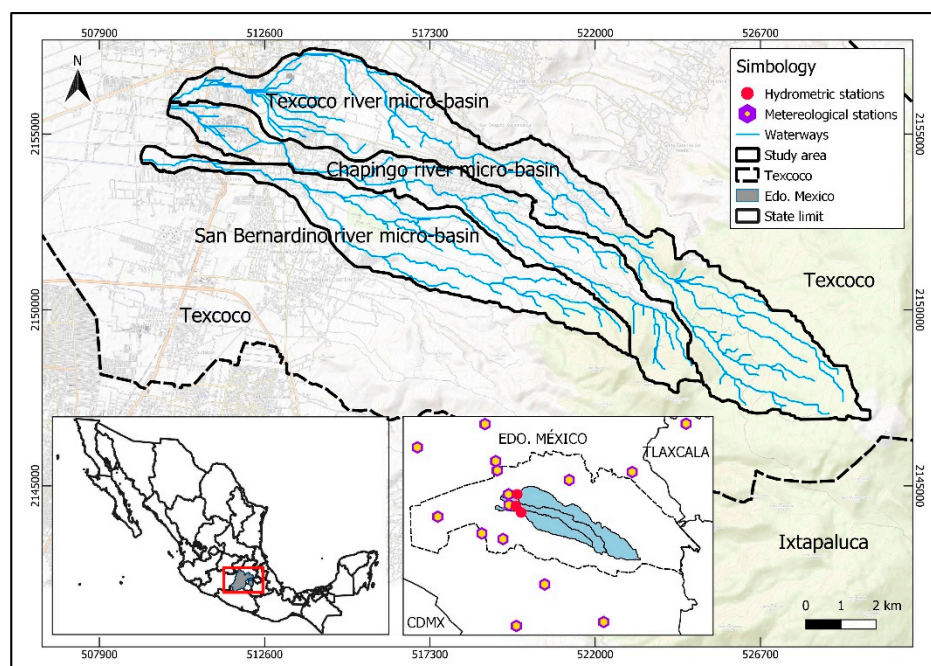 507900 512600 517300 522000 526700
N
Simbology
Hydrometric stations
Metereological stations
Waterways
Study area
Texcoco
Edo. Mexico
State limit
Texcoco river micro-basin
2155000
2155000
Chapingo river micro-basin
San Bernardino river micro-basin
Texcoco
Texcoco
2150000
2150000
EDO. MÉXICO
TLAXCALA
2145000
2145000
Ixtapaluca
CDMX
0 1 2 km
507900 512600 517300 522000 526700